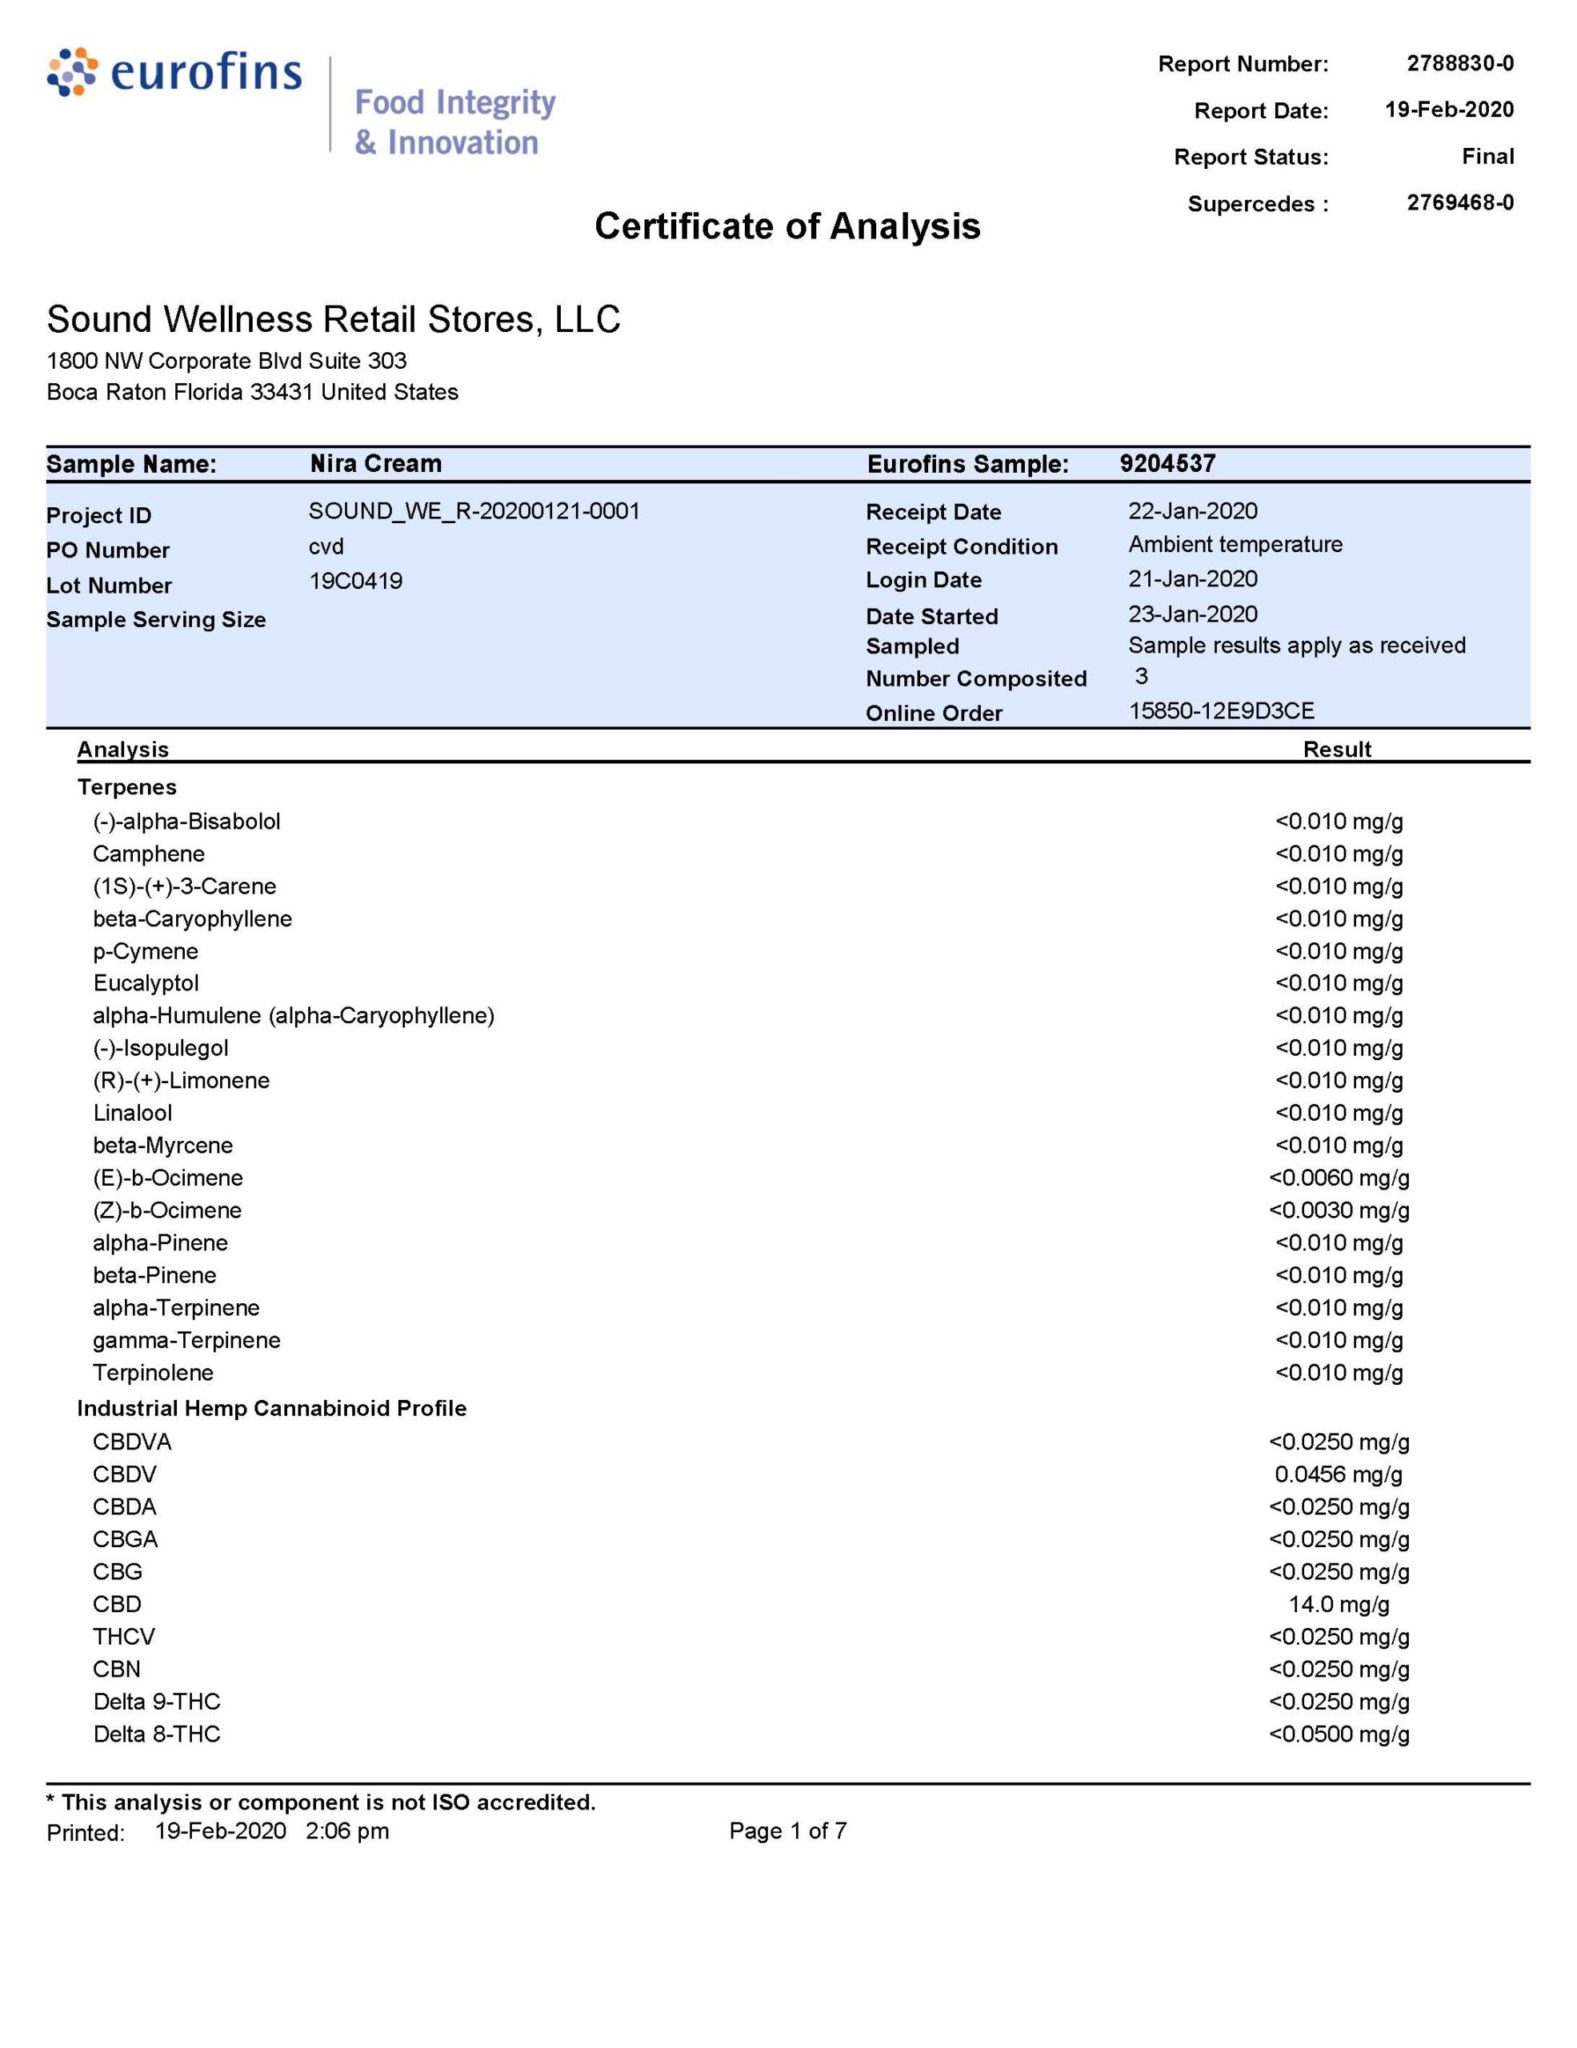 eurofins
Food Integrity
& Innovation
Report Number: 2788830-0
Report Date: 19-Feb-2020
Report Status: Final
Supercedes : 2769468-0
Certificate of Analysis
Sound Wellness Retail Stores, LLC
1800 NW Corporate Blvd Suite 303
Boca Raton Florida 33431 United States
Sample Name: Nira Cream Eurofins Sample: 9204537
Project ID SOUND_WE_R-20200121-0001 Receipt Date 22-Jan-2020
PO Number cvd Receipt Condition Ambient temperature
Lot Number 19C0419 Login Date 21-Jan-2020
Sample Serving Size Date Started 23-Jan-2020
Sampled Sample results apply as received
Number Composited 3
Online Order 15850-12E9D3CE
Analysis Result
Terpenes
(-)-alpha-Bisabolol <0.010 mg/g
Camphene <0.010 mg/g
(1S)-(+)-3-Carene <0.010 mg/g
beta-Caryophyllene <0.010 mg/g
p-Cymene <0.010 mg/g
Eucalyptol <0.010 mg/g
alpha-Humulene (alpha-Caryophyllene) <0.010 mg/g
(-)-Isopulegol <0.010 mg/g
(R)-(+)-Limonene <0.010 mg/g
Linalool <0.010 mg/g
beta-Myrcene <0.010 mg/g
(E)-b-Ocimene <0.0060 mg/g
(Z)-b-Ocimene <0.0030 mg/g
alpha-Pinene <0.010 mg/g
beta-Pinene <0.010 mg/g
alpha-Terpinene <0.010 mg/g
gamma-Terpinene <0.010 mg/g
Terpinolene <0.010 mg/g
Industrial Hemp Cannabinoid Profile
CBDVA <0.0250 mg/g
CBDV 0.0456 mg/g
CBDA <0.0250 mg/g
CBGA <0.0250 mg/g
CBG <0.0250 mg/g
CBD 14.0 mg/g
THCV <0.0250 mg/g
CBN <0.0250 mg/g
Delta 9-THC <0.0250 mg/g
Delta 8-THC <0.0500 mg/g
* This analysis or component is not ISO accredited.
Printed: 19-Feb-2020 2:06 pm Page 1 of 7